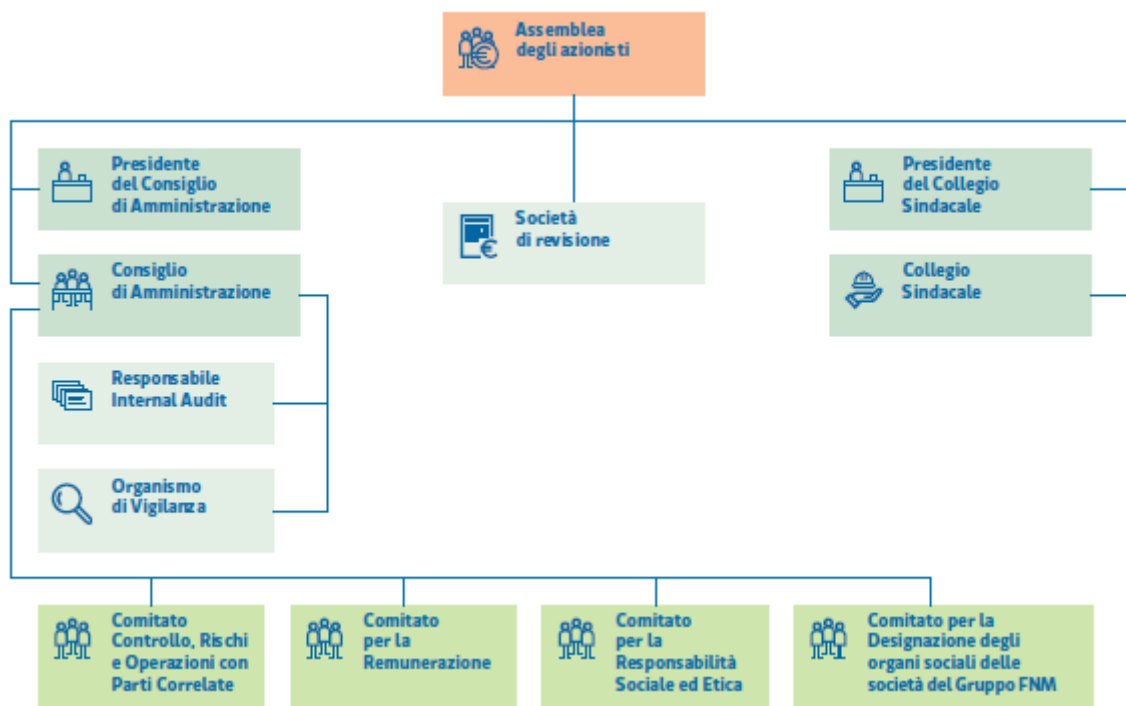 Assemblea
degli azionisti
Presidente
del Consiglio
di Amministrazione
Presidente
del Collegio
Sindacale
Società
di revisione
Consiglio
di Amministrazione
Collegio
Sindacale
Responsabile
Internal Audit
Organismo
di Vigilanza
Comitato
Controllo, Rischi
e Operazioni con
Parti Correlate
Comitato
per la
Remunerazione
Comitato
per la
Responsabilità
Sociale ed Etica
Comitato per la
Designazione degli
organi sociali delle
società del Gruppo FNM